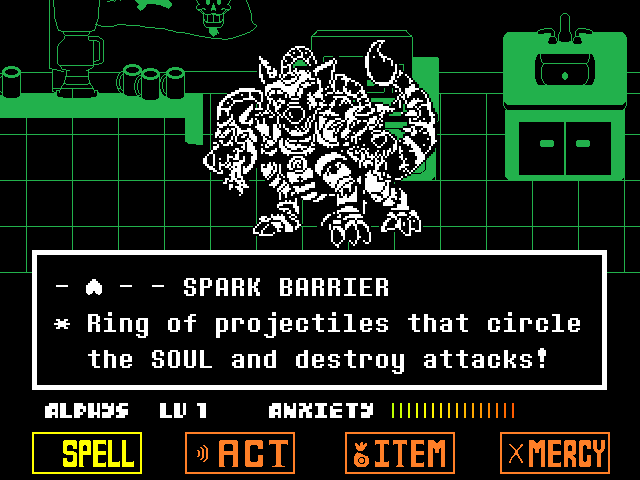 - - - SPARK BARRIER
* Ring of projectiles that circle
the SOUL and destroy attacks!
ALPHYS LV 1 ANXIETY
SPELL ACT ITEM MERCY